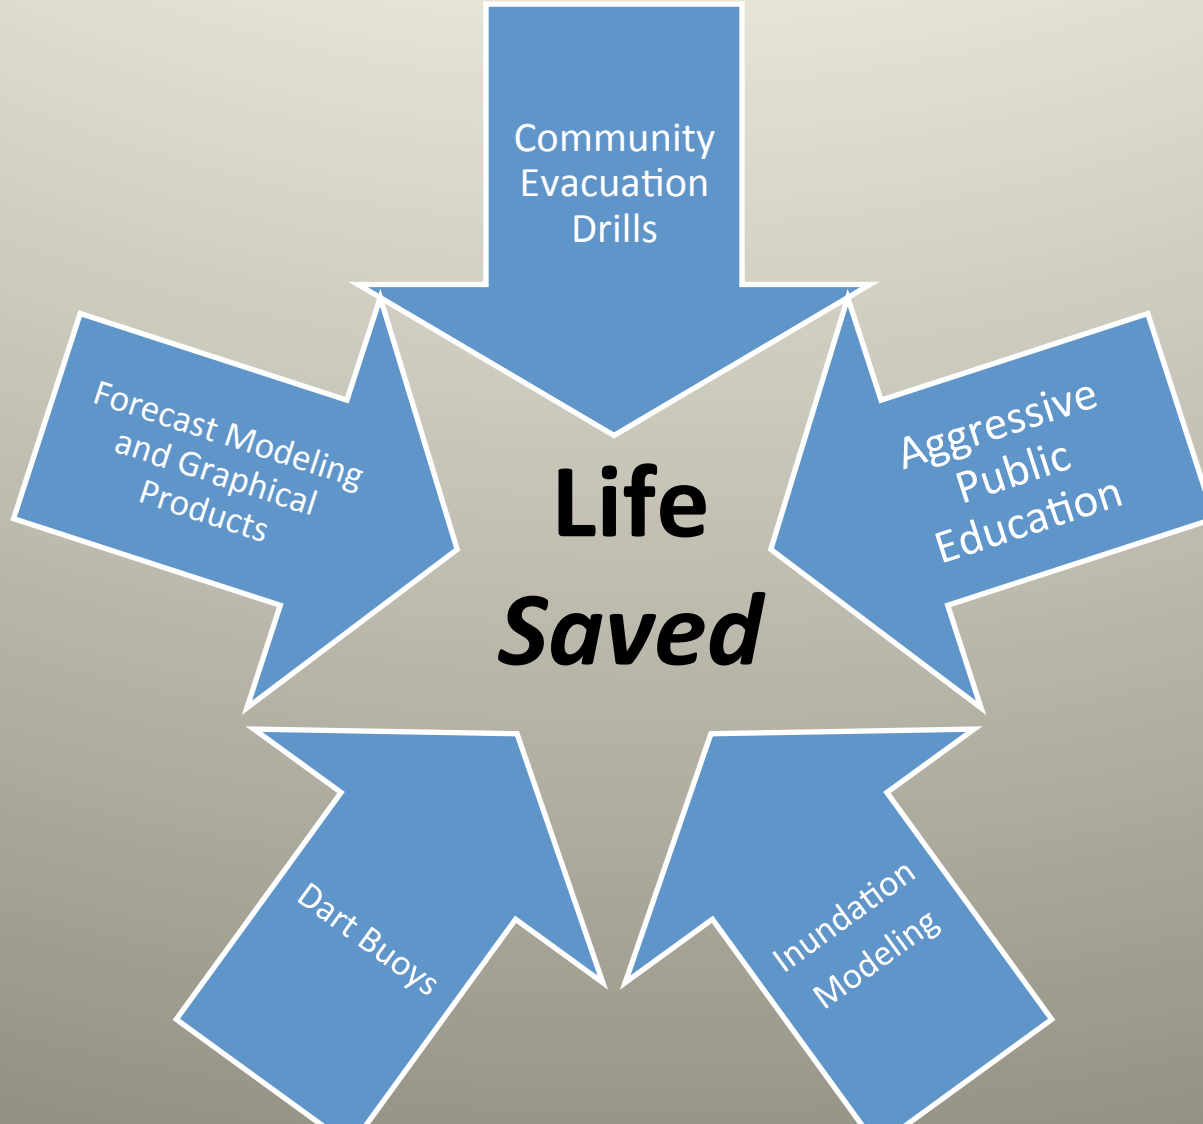 Community
Evacuation
Drills
Forecast Modeling
and Graphical
Products
Aggressive
Public
Education
Life
Saved
Dart Buoys
Inundation
Modeling